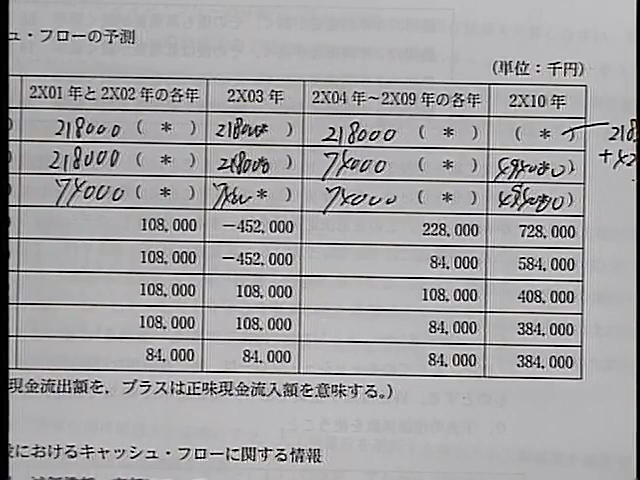 ュ・フローの予測
(単位：千円)
2X01 年と 2X02 年の各年 2X03 年 2X04 年～2X09 年の各年 2X10 年
218000 ( * ) 218000 ) 218000 ( * ) ( * 218
218000 ( * ) 218000 ) 74000 ( * ) )
74000 ( * ) * ) 74000 ( * ) )
108,000 －452,000 228,000 728,000
108,000 －452,000 84,000 584,000
108,000 108,000 108,000 408,000
108,000 108,000 84,000 384,000
84,000 84,000 84,000 384,000
現金流出額を，プラスは正味現金流入額を意味する。)
におけるキャッシュ・フローに関する情報